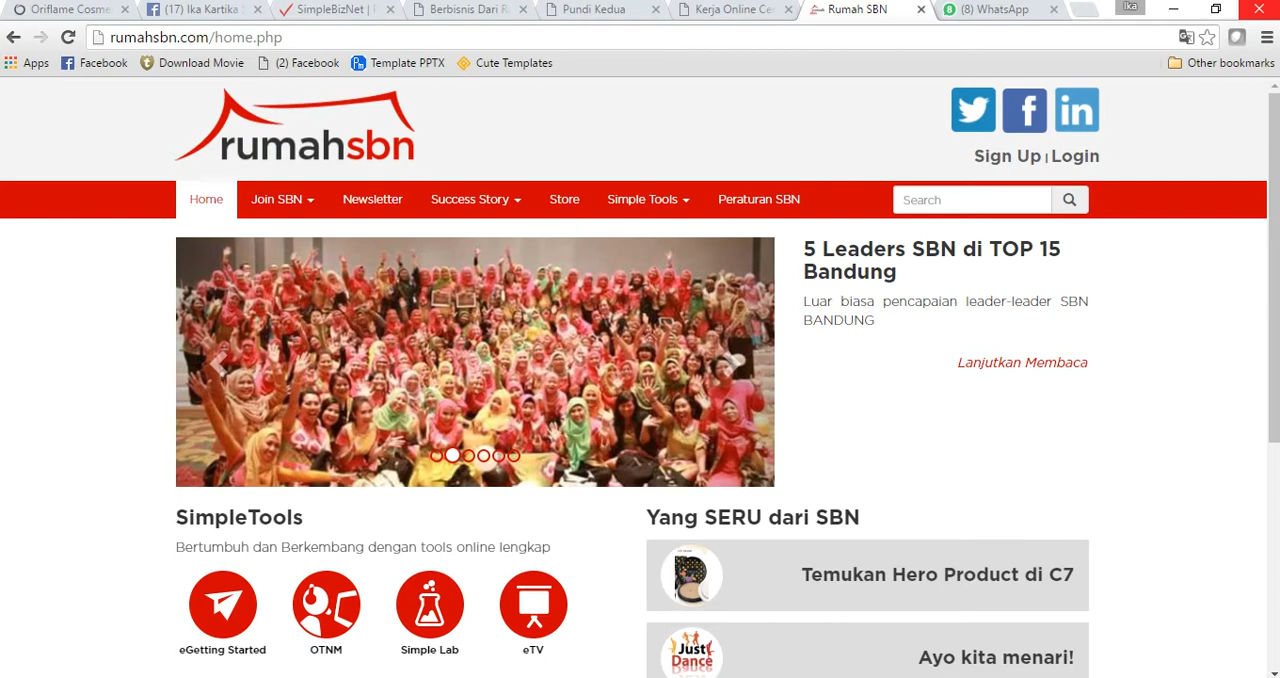 Oriflame Cosme
(17) Ika Kartika S
SimpleBizNet | 
Berbisnis Dari R
Pundi Kedua
Kerja Online Cer
Rumah SBN
(8) WhatsApp
Ika
rumahsbn.com/home.php
Apps
Facebook
Download Movie
(2) Facebook
Template PPTX
Cute Templates
Other bookmarks
rumahsbn
Sign Up | Login
Home
Join SBN
Newsletter
Success Story
Store
Simple Tools
Peraturan SBN
Search
5 Leaders SBN di TOP 15
Bandung
Luar biasa pencapaian leader-leader SBN
BANDUNG
Lanjutkan Membaca
SimpleTools
Bertumbuh dan Berkembang dengan tools online lengkap
eGetting Started
OTNM
Simple Lab
eTV
Yang SERU dari SBN
Temukan Hero Product di C7
Just
Dance
Ayo kita menari!